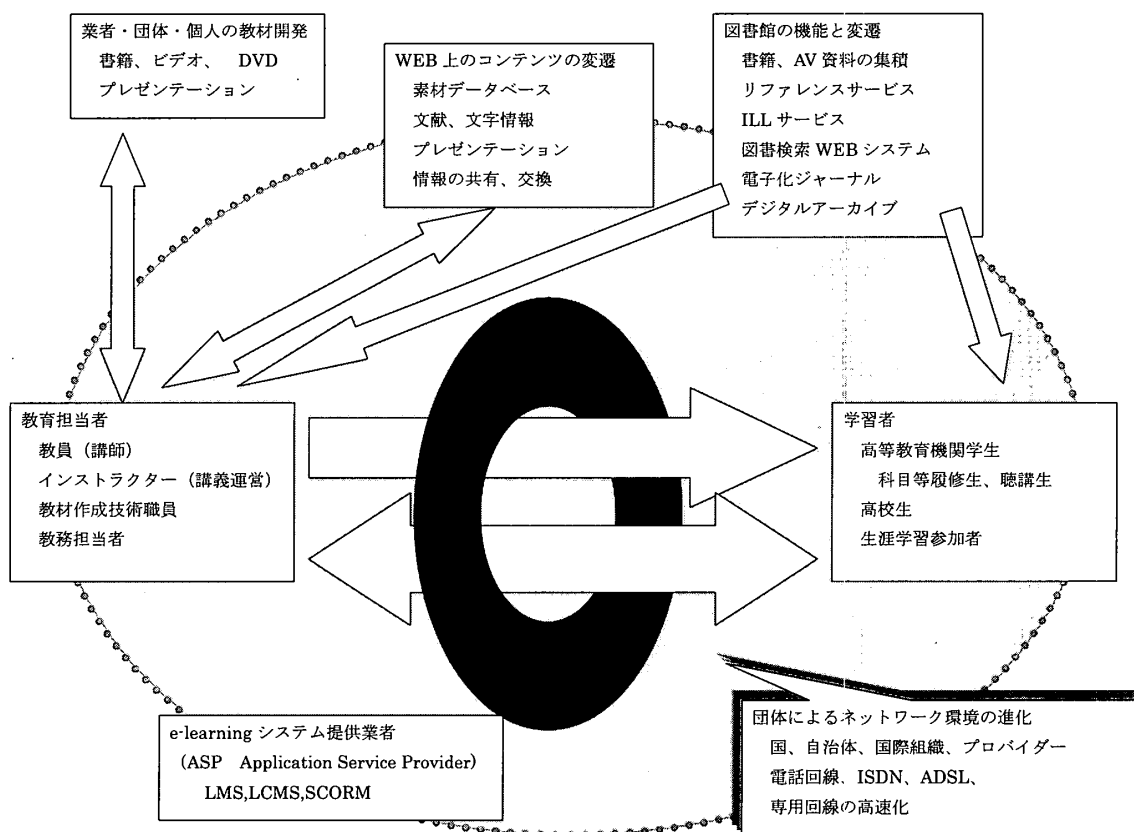 業者・団体・個人の教材開発
書籍、ビデオ、 DVD
プレゼンテーション
WEB 上のコンテンツの変遷
素材データベース
文献、文字情報
プレゼンテーション
情報の共有、交換
図書館の機能と変遷
書籍、AV 資料の集積
リファレンスサービス
ILL サービス
図書検索 WEB システム
電子化ジャーナル
デジタルアーカイブ
教育担当者
教員（講師）
インストラクター（講義運営）
教材作成技術職員
教務担当者
学習者
高等教育機関学生
科目等履修生、聴講生
高校生
生涯学習参加者
e-learning システム提供業者
(ASP Application Service Provider)
LMS,LCMS,SCORM
団体によるネットワーク環境の進化
国、自治体、国際組織、プロバイダー
電話回線、ISDN、ADSL、
専用回線の高速化